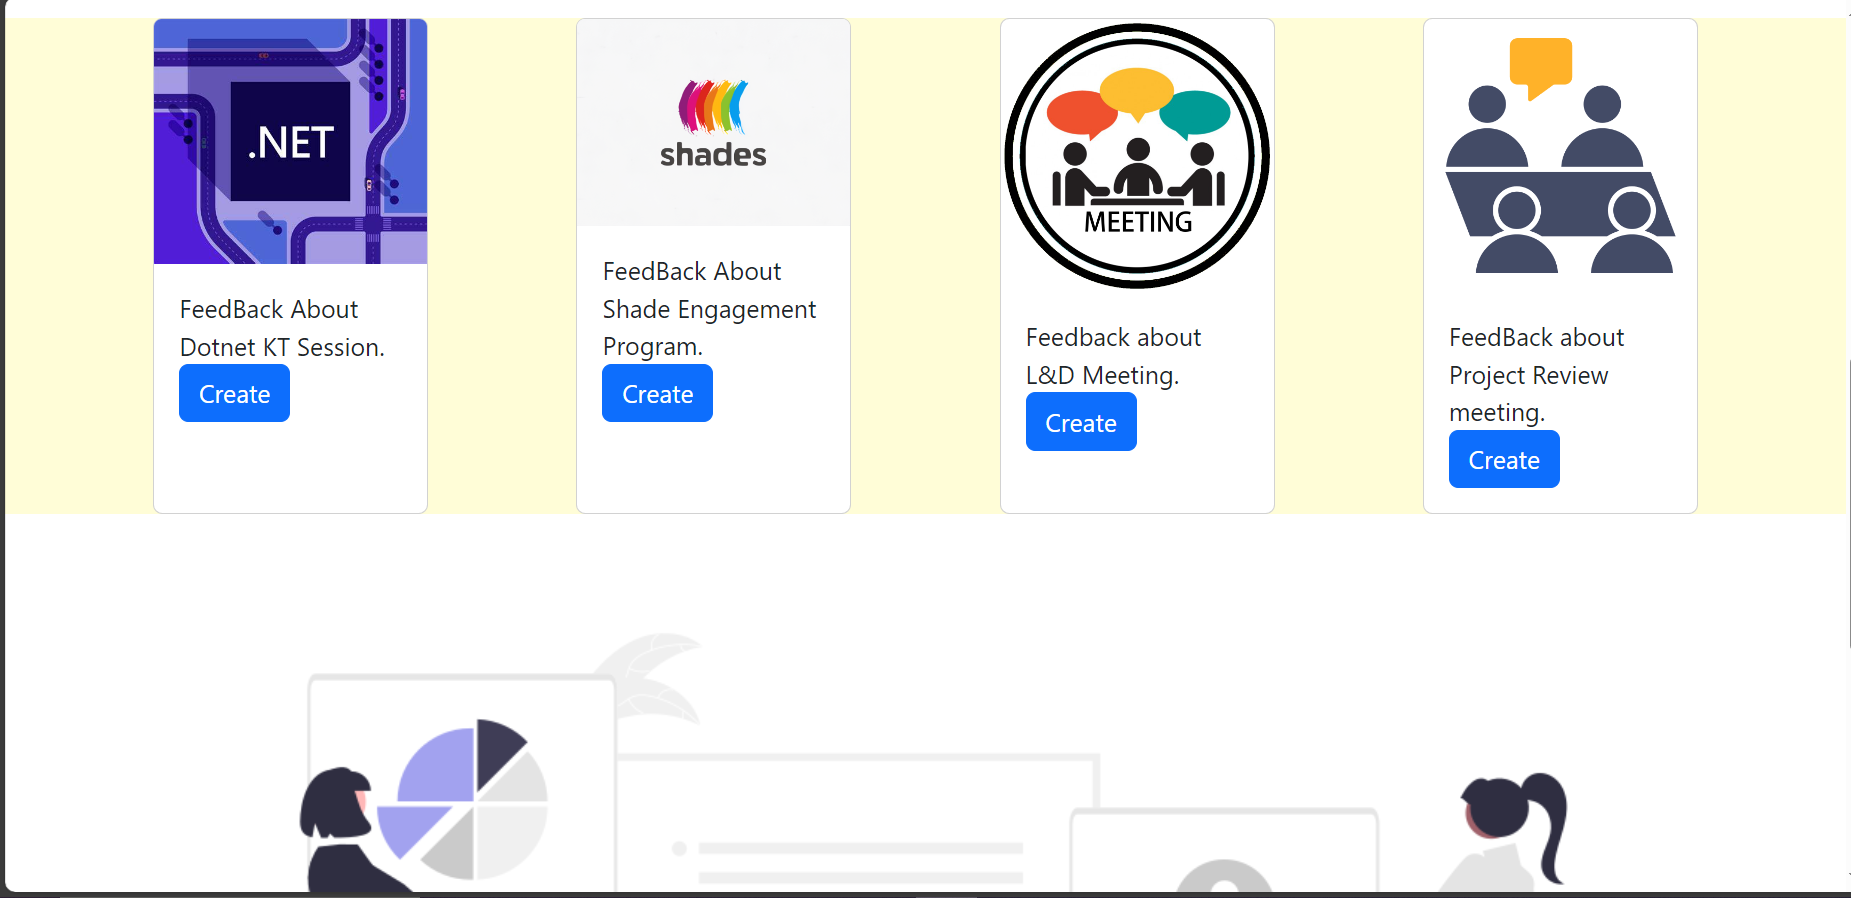 .NET
FeedBack About
Dotnet KT Session.
Create
shades
FeedBack About
Shade Engagement
Program.
Create
MEETING
Feedback about
L&D Meeting.
Create
FeedBack about
Project Review
meeting.
Create